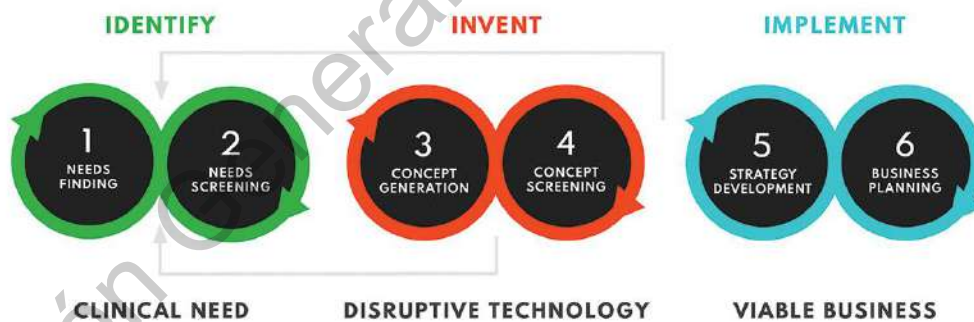 IDENTIFY
INVENT
IMPLEMENT
1
NEEDS
FINDING
2
NEEDS
SCREENING
3
CONCEPT
GENERATION
4
CONCEPT
SCREENING
5
STRATEGY
DEVELOPMENT
6
BUSINESS
PLANNING
CLINICAL NEED
DISRUPTIVE TECHNOLOGY
VIABLE BUSINESS